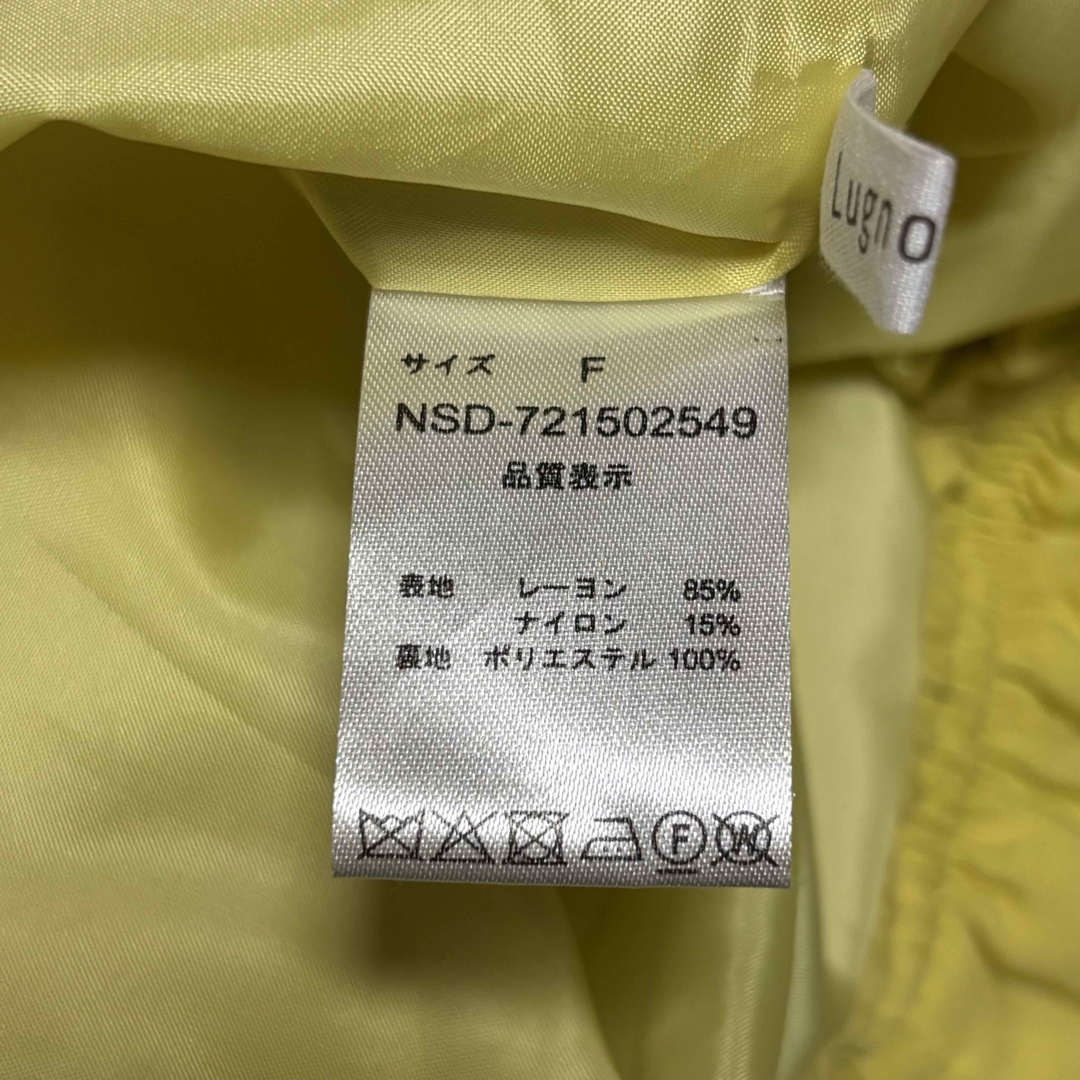 Lugn o
サイズ F
NSD-721502549
品質表示
表地 レーヨン 85%
ナイロン 15%
裏地 ポリエステル 100%
F W